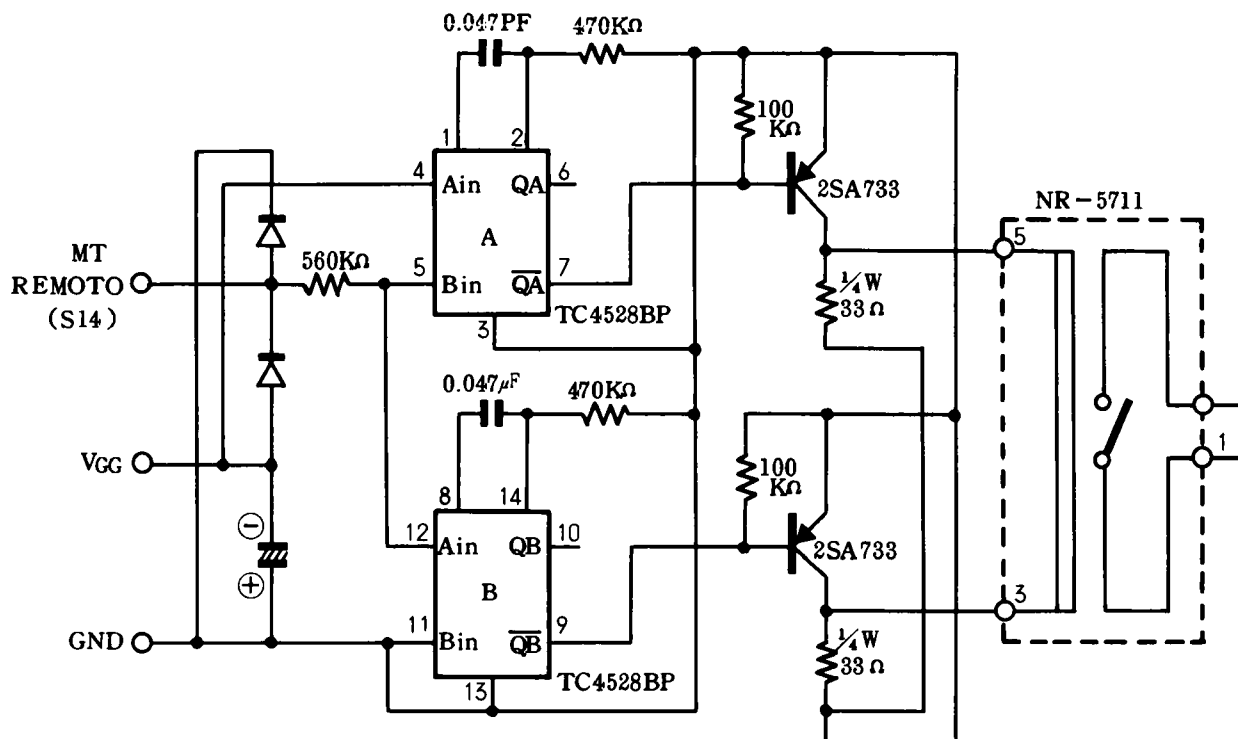 0.047PF
470KΩ
1
2
4
Ain
QA
6
A
5
Bin
QA
7
3
TC4528BP
100
KΩ
2SA733
NR-5711
5
¼W
33Ω
MT
REMOTO
(S14)
560KΩ
0.047μF
470KΩ
VGG
8
14
12
Ain
QB
10
B
11
Bin
QB
9
13
TC4528BP
100
KΩ
2SA733
1
3
¼W
33Ω
⊖
⊕
GND